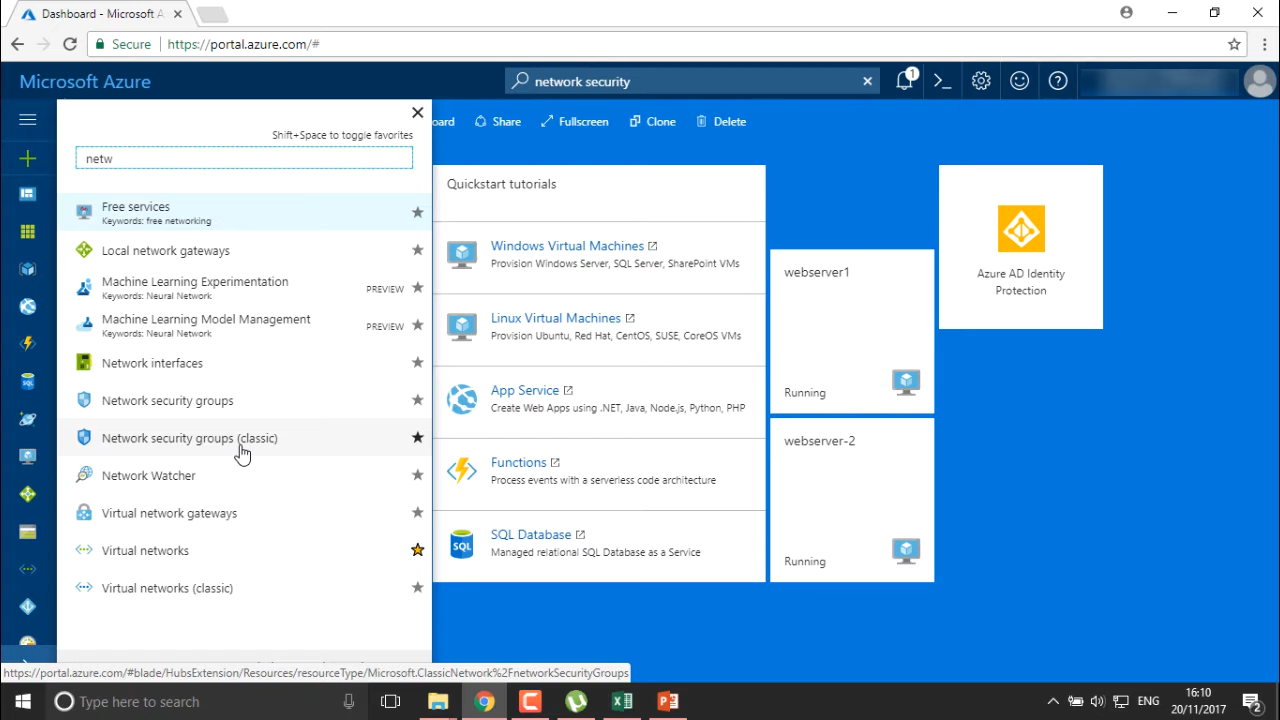 Dashboard - Microsoft A
Secure
https://portal.azure.com/#
Microsoft Azure
network security
1
Shift+Space to toggle favorites
netw
Free services
Keywords: free networking
Local network gateways
Machine Learning Experimentation
Keywords: Neural Network
PREVIEW
Machine Learning Model Management
Keywords: Neural Network
PREVIEW
Network interfaces
Network security groups
Network security groups (classic)
Network Watcher
Virtual network gateways
Virtual networks
Virtual networks (classic)
oard
Share
Fullscreen
Clone
Delete
Quickstart tutorials
Windows Virtual Machines
Provision Windows Server, SQL Server, SharePoint VMs
Linux Virtual Machines
Provision Ubuntu, Red Hat, CentOS, SUSE, CoreOS VMs
App Service
Create Web Apps using .NET, Java, Node.js, Python, PHP
Functions
Process events with a serverless code architecture
SQL
SQL Database
Managed relational SQL Database as a Service
webserver1
Running
webserver-2
Running
Azure AD Identity
Protection
https://portal.azure.com/#blade/HubsExtension/Resources/resourceType/Microsoft.ClassicNetwork%2FnetworkSecurityGroups
Type here to search
ENG
16:10
20/11/2017
2